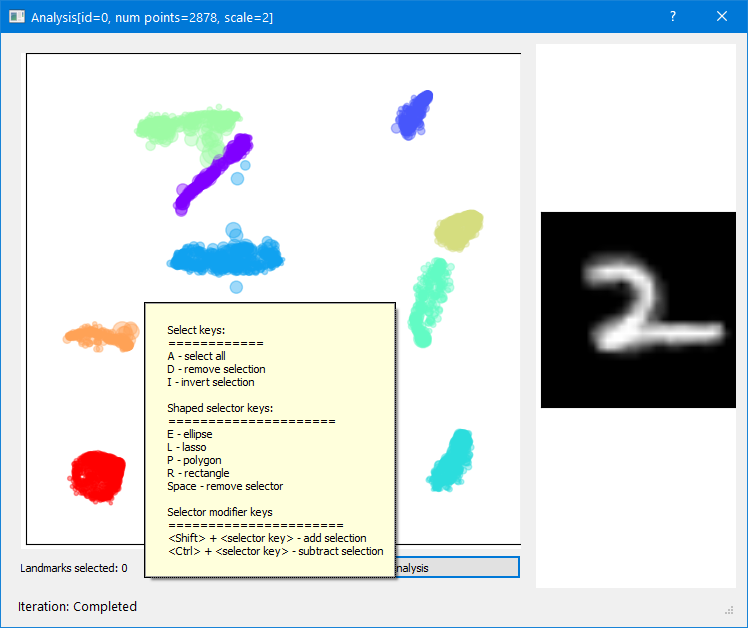 Analysis[id=0, num points=2878, scale=2]
Select keys:
============
A - select all
D - remove selection
I - invert selection
Shaped selector keys:
=====================
E - ellipse
L - lasso
P - polygon
R - rectangle
Space - remove selector
Selector modifier keys
======================
<Shift> + <selector key> - add selection
<Ctrl> + <selector key> - subtract selection
2
Landmarks selected: 0
nalysis
Iteration: Completed